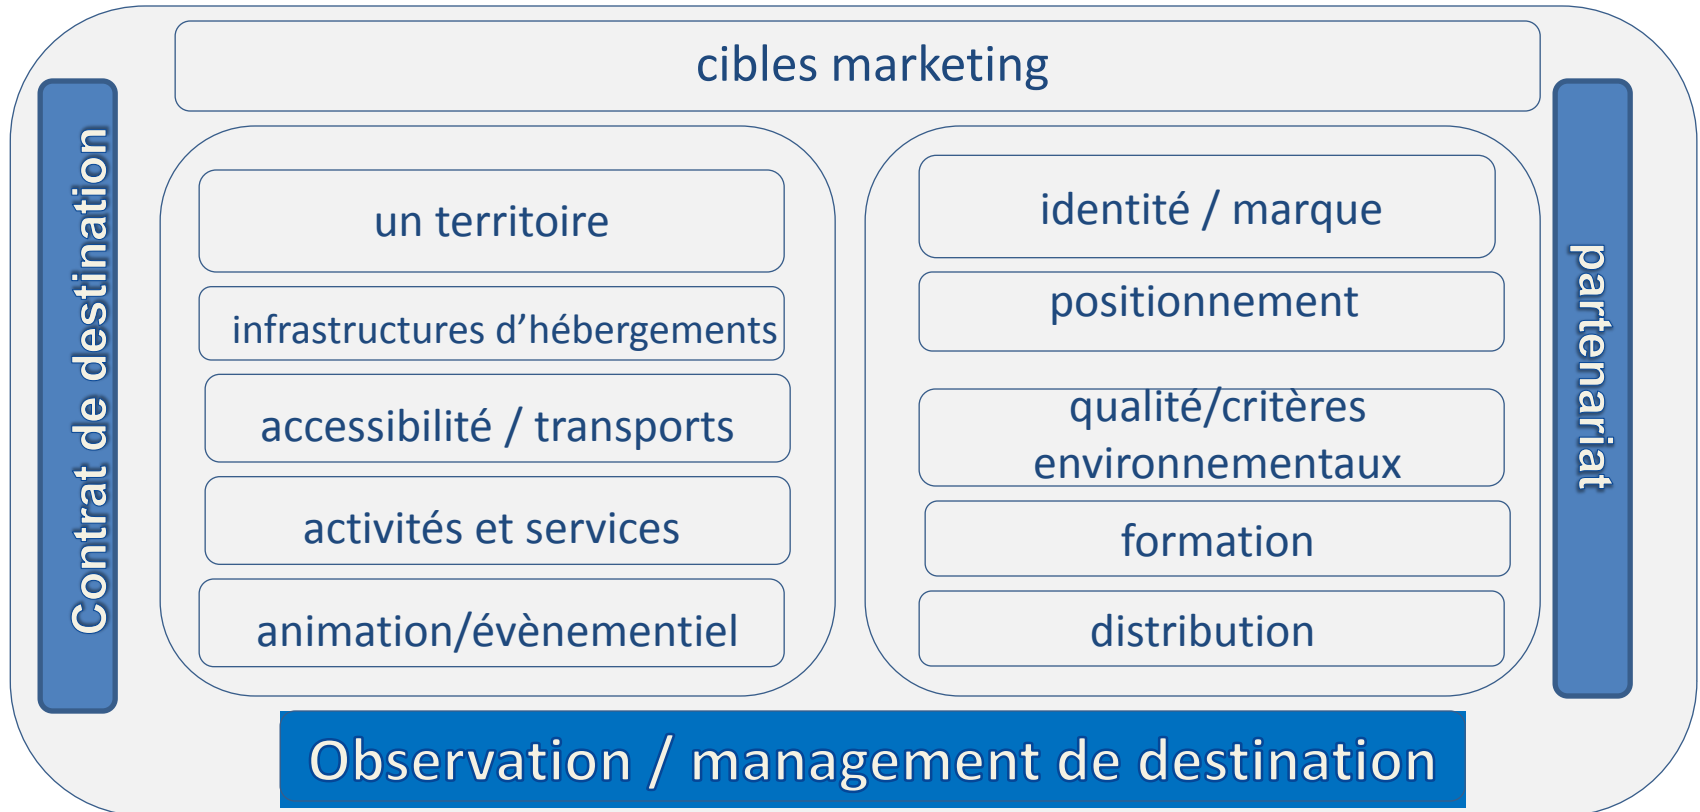 cibles marketing
Contrat de destination
un territoire
infrastructures d’hébergements
accessibilité / transports
activités et services
animation/évènementiel
identité / marque
positionnement
qualité/critères
environnementaux
formation
distribution
partenariat
Observation / management de destination